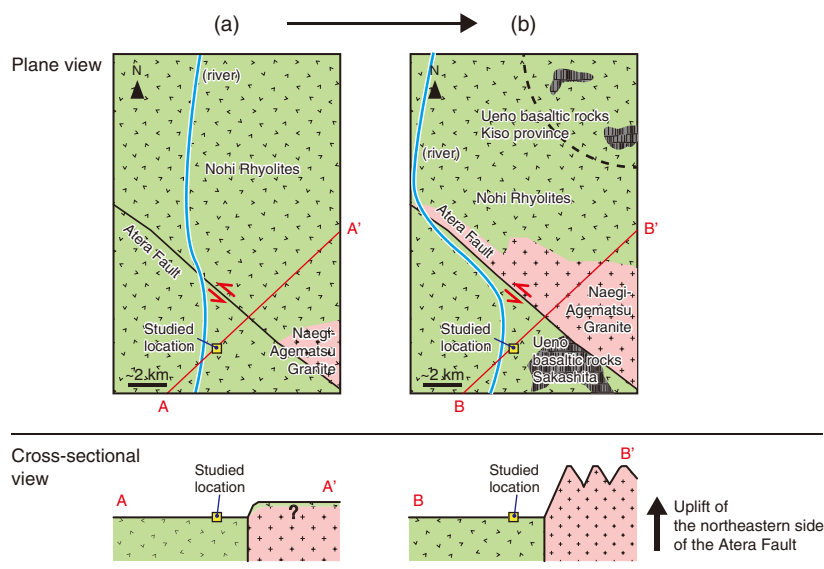 (a)
(b)
Plane view
N
(river)
Nohi Rhyolites
A'
Atera Fault
Studied
location
Naegi-
Agematsu
Granite
~2 km
A
N
Ueno basaltic rocks
Kiso province
(river)
Nohi Rhyolites
Atera Fault
B'
Naegi-
Agematsu
Granite
Studied
location
Ueno
basaltic rocks
Sakashita
~2 km
B
Cross-sectional
view
Studied
location
A
A'
?
Studied
location
B
B'
Uplift of
the northeastern side
of the Atera Fault